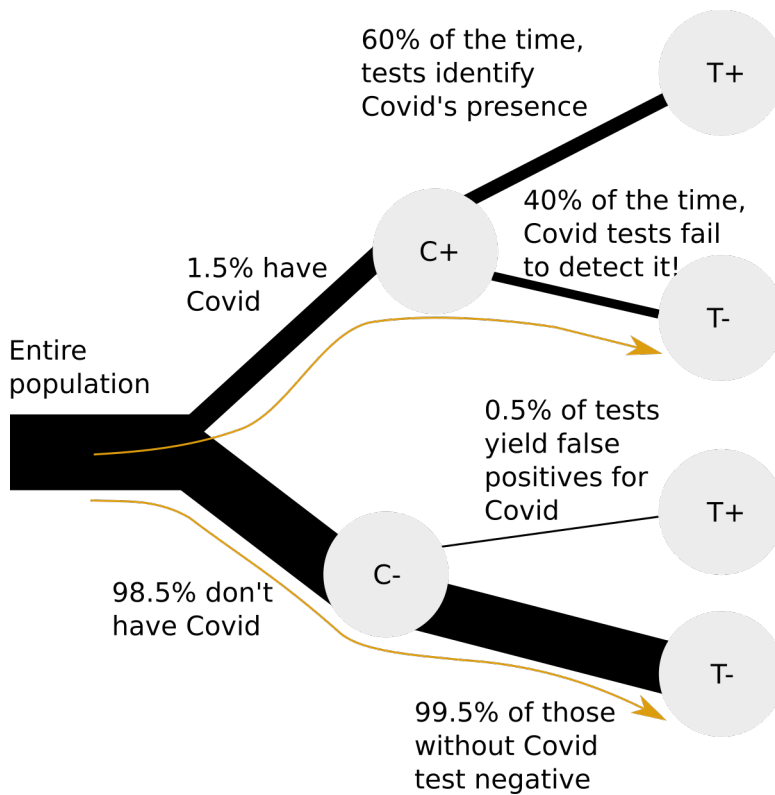 60% of the time,
tests identify
Covid's presence
T+
40% of the time,
Covid tests fail
to detect it!
C+
T-
1.5% have
Covid
Entire
population
0.5% of tests
yield false
positives for
Covid
T+
C-
98.5% don't
have Covid
T-
99.5% of those
without Covid
test negative